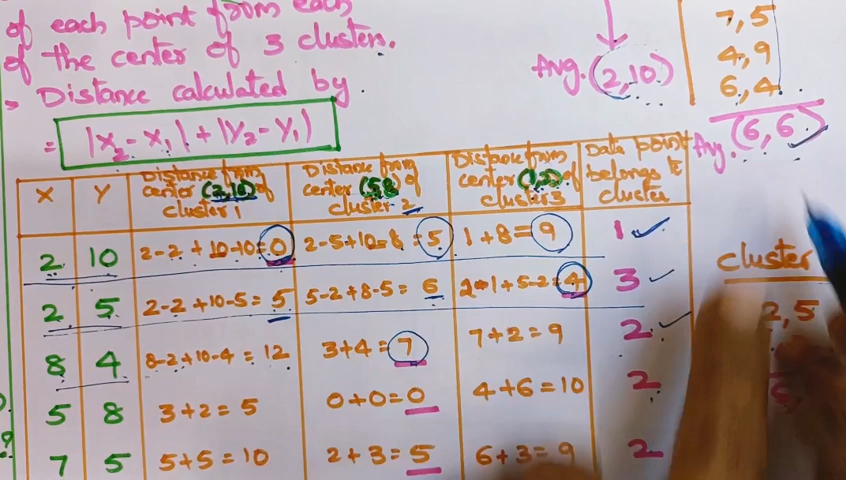 of each point from each
of the center of 3 clusters.
Distance calculated by
= |X₂-X₁| + |Y₂-Y₁|
Avg. (2,10)
7,5
4,9
6,4
Avg. (6,6)
X Y Distance from center (2,10) of cluster 1 Distance from center (5,8) of cluster 2 Distance from center (1,2) of cluster 3 Data point belongs to cluster
2 10 2-2 + 10-10=0 2-5+10-8=5 1+8=9 1 ✓
2 5 2-2+10-5=5 5-2+8-5=6 2-1+5-2=4 3 ✓
8 4 8-2+10-4=12 3+4=7 7+2=9 2 ✓
5 8 3+2=5 0+0=0 4+6=10 2
7 5 5+5=10 2+3=5 6+3=9 2
cluster
2,5